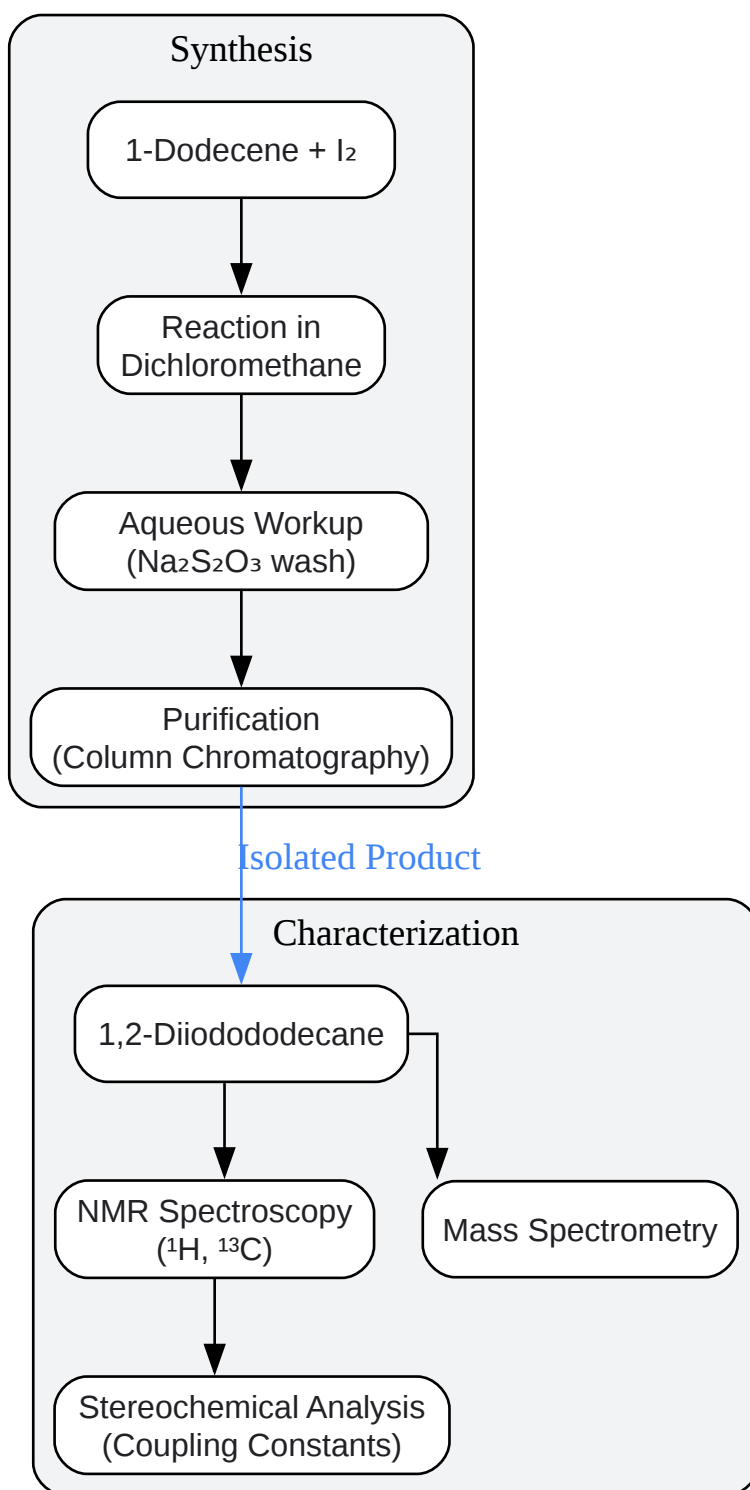 Synthesis
1-Dodecene + I₂
Reaction in
Dichloromethane
Aqueous Workup
(Na₂S₂O₃ wash)
Purification
(Column Chromatography)
Isolated Product
Characterization
1,2-Diiodododecane
NMR Spectroscopy
(¹H, ¹³C)
Mass Spectrometry
Stereochemical Analysis
(Coupling Constants)